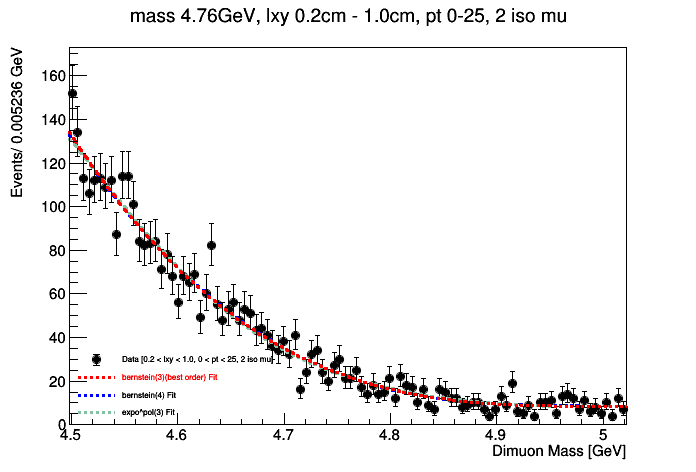 mass 4.76GeV, lxy 0.2cm - 1.0cm, pt 0-25, 2 iso mu
Events/ 0.005236 GeV
160
140
120
100
80
60
40
20
0
Data [0.2 < lxy < 1.0, 0 < pt < 25, 2 iso mu]
bernstein(3)(best order) Fit
bernstein(4) Fit
expo^pol(3) Fit
4.5 4.6 4.7 4.8 4.9 5
Dimuon Mass [GeV]